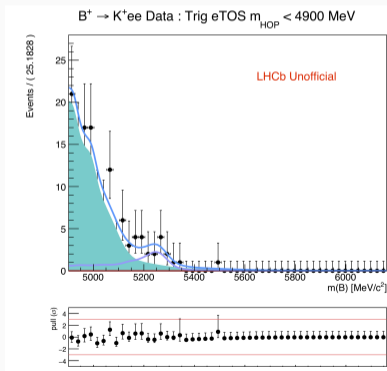 B⁺ → K⁺ee Data : Trig eTOS m_HOP < 4900 MeV
Events / ( 25.1828 )
LHCb Unofficial
25
20
15
10
5
0
5000 5200 5400 5600 5800 6000
m(B) [MeV/c²]
pull (σ)
4
2
0
−2
−4